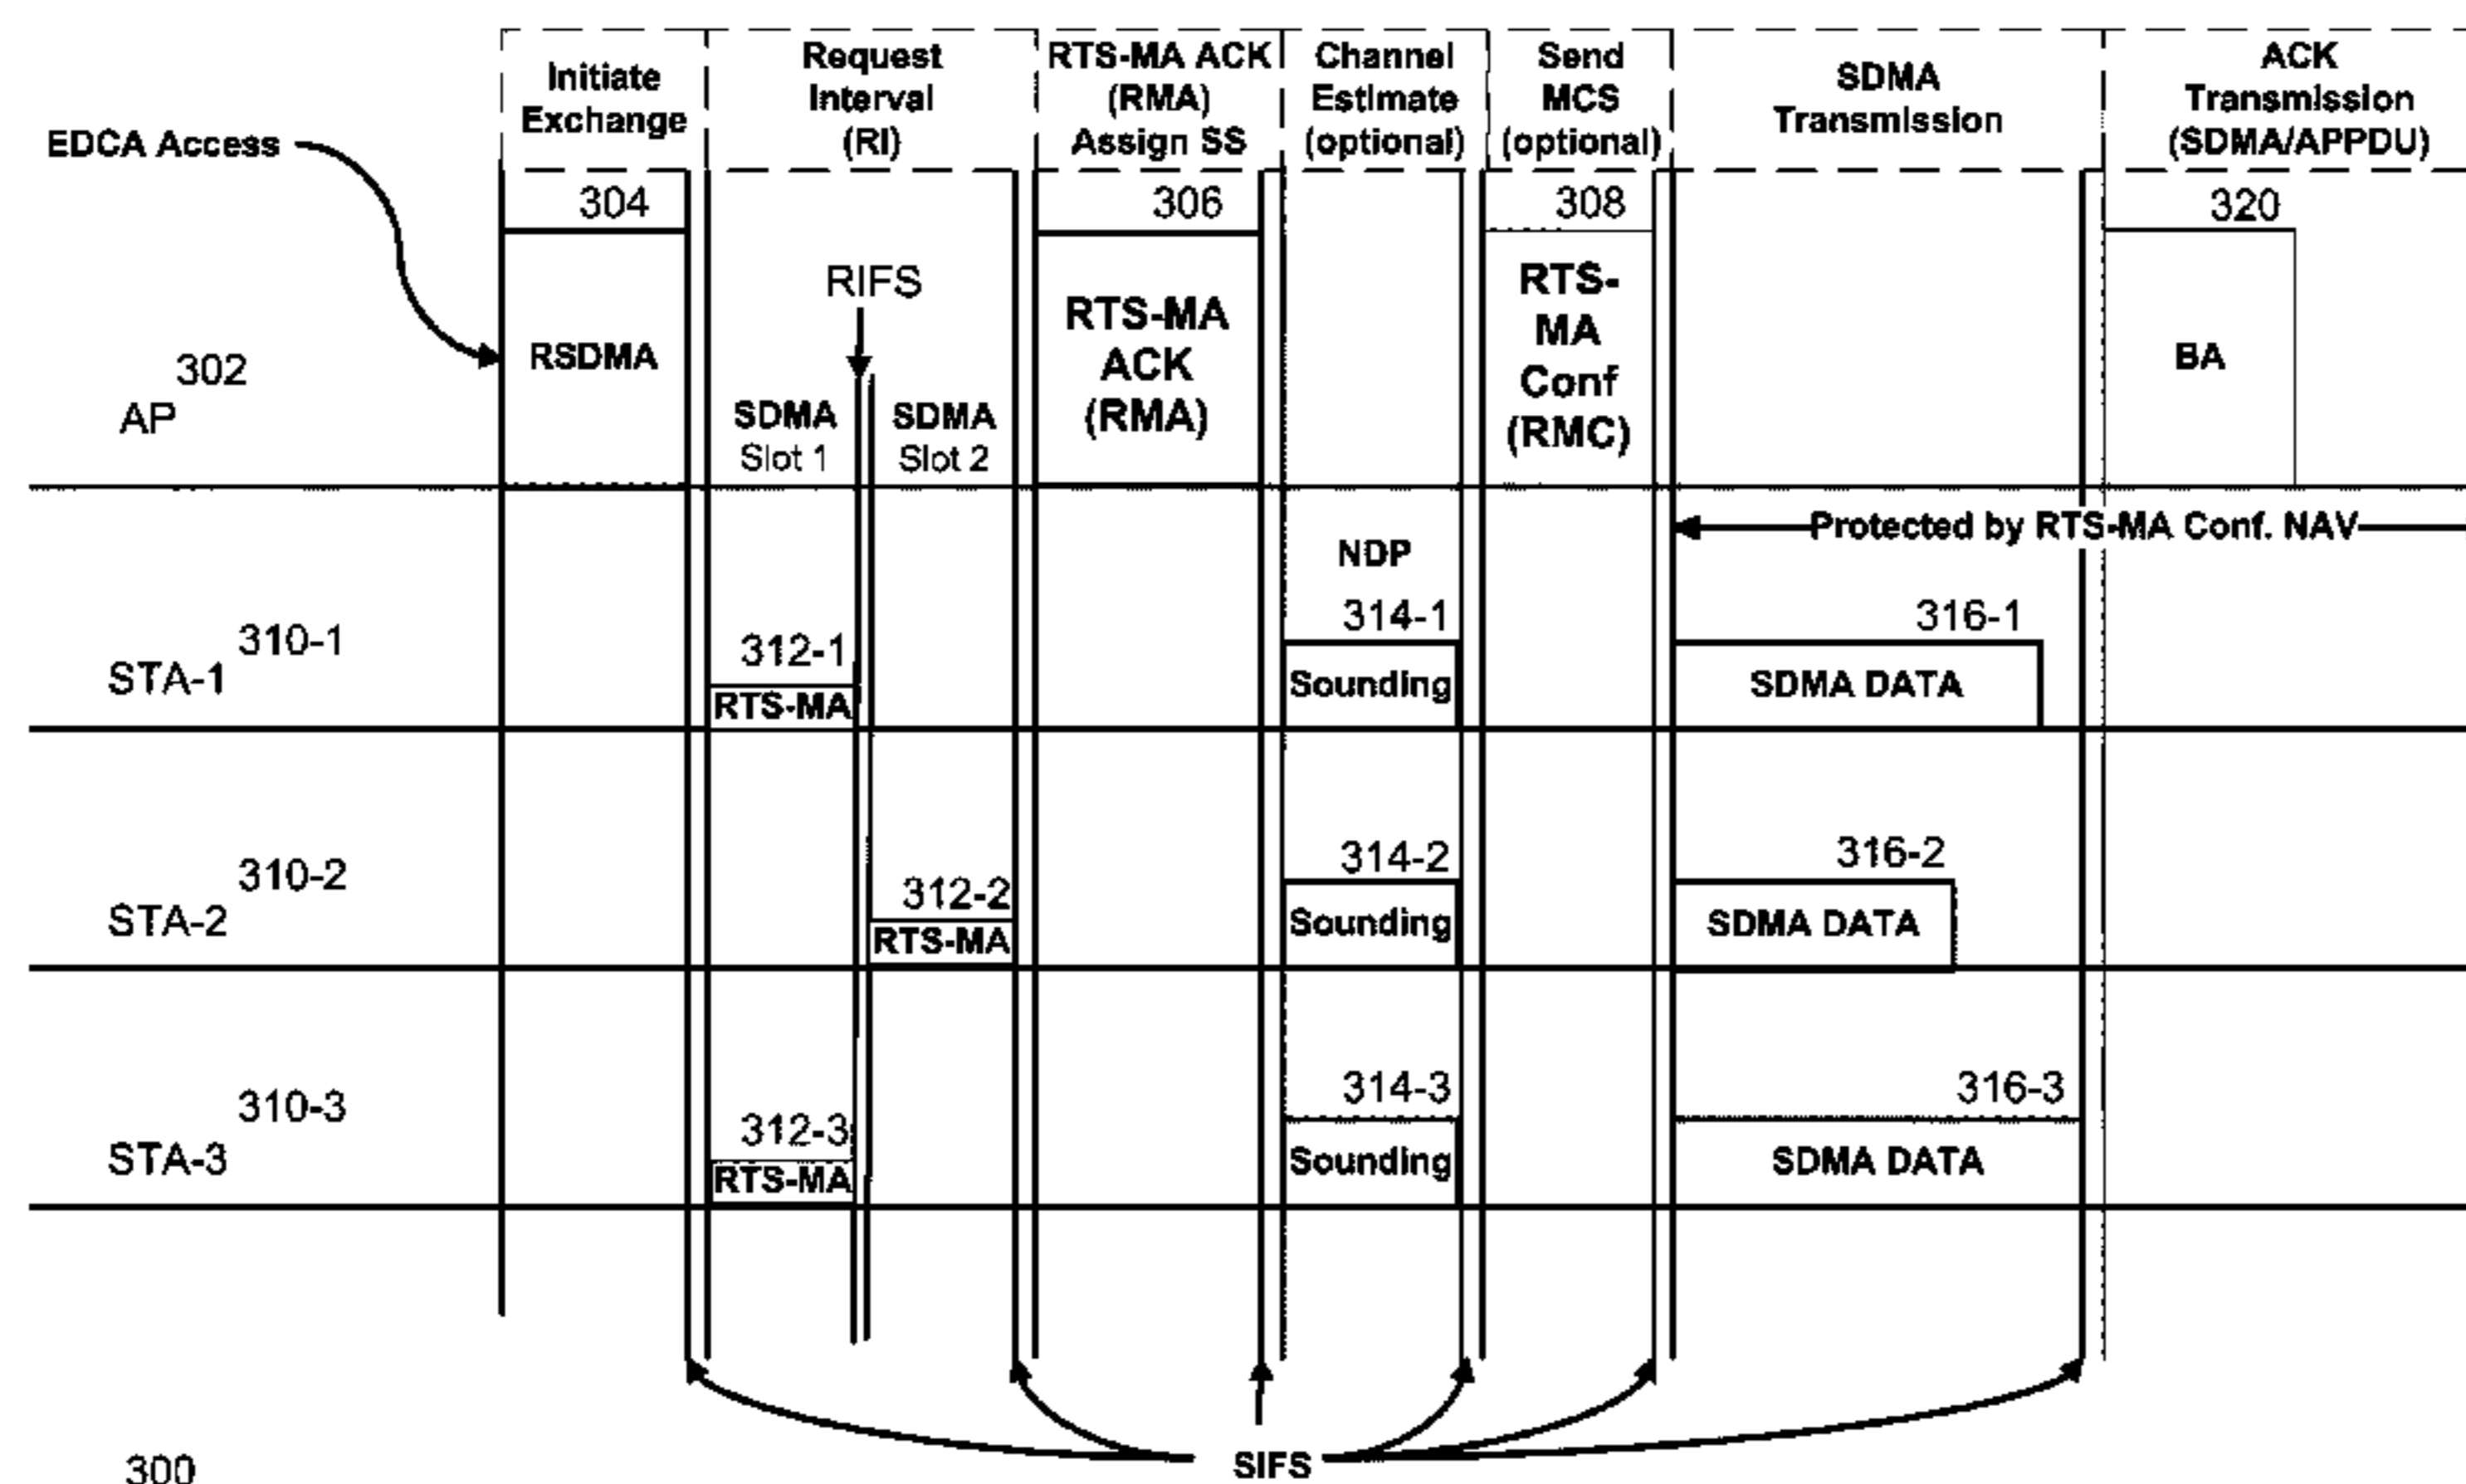 Initiate
Exchange
Request
Interval
(RI)
RTS-MA ACK
(RMA)
Assign SS
Channel
Estimate
(optional)
Send
MCS
(optional)
SDMA
Transmission
ACK
Transmission
(SDMA/APPDU)
EDCA Access
304
306
308
320
302
AP
RSDMA
RIFS
SDMA
Slot 1
SDMA
Slot 2
RTS-MA
ACK
(RMA)
RTS-
MA
Conf
(RMC)
BA
Protected by RTS-MA Conf. NAV
NDP
310-1
STA-1
312-1
RTS-MA
314-1
Sounding
316-1
SDMA DATA
310-2
STA-2
312-2
RTS-MA
314-2
Sounding
316-2
SDMA DATA
310-3
STA-3
312-3
RTS-MA
314-3
Sounding
316-3
SDMA DATA
SIFS
300